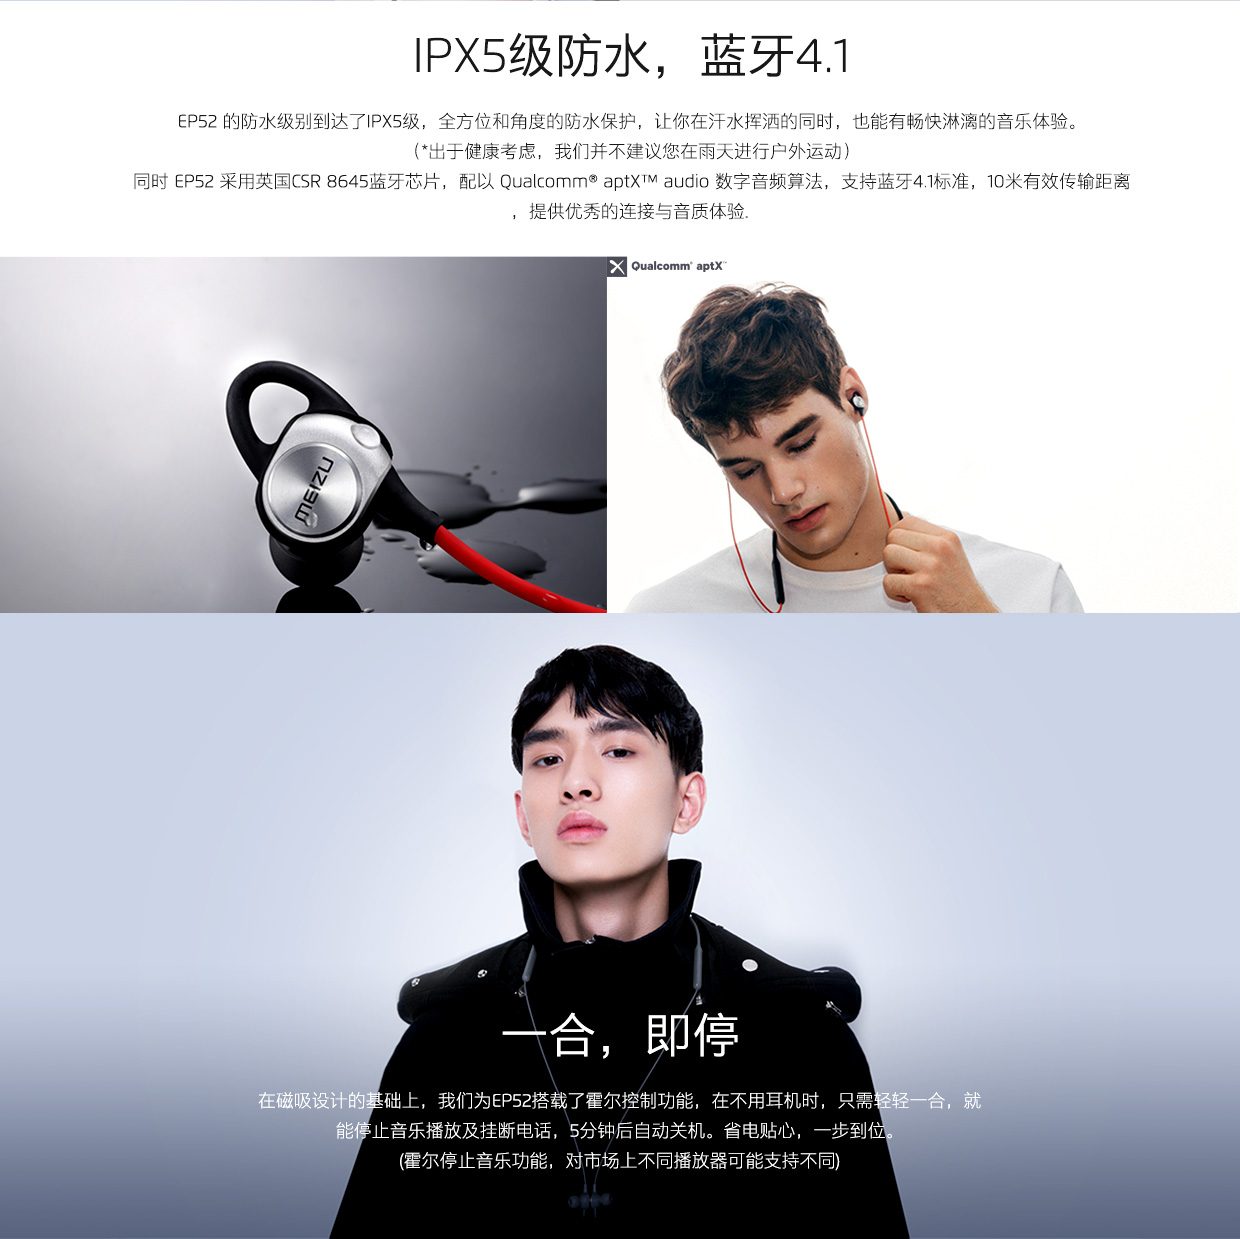 IPX5级防水，蓝牙4.1
EP52 的防水级别到达了IPX5级，全方位和角度的防水保护，让你在汗水挥洒的同时，也能有畅快淋漓的音乐体验。
（*出于健康考虑，我们并不建议您在雨天进行户外运动）
同时 EP52 采用英国CSR 8645蓝牙芯片，配以 Qualcomm® aptX™ audio 数字音频算法，支持蓝牙4.1标准，10米有效传输距离
，提供优秀的连接与音质体验.
Qualcomm® aptX™
MEIZU
一合，即停
在磁吸设计的基础上，我们为EP52搭载了霍尔控制功能，在不用耳机时，只需轻轻一合，就
能停止音乐播放及挂断电话，5分钟后自动关机。省电贴心，一步到位。
(霍尔停止音乐功能，对市场上不同播放器可能支持不同)